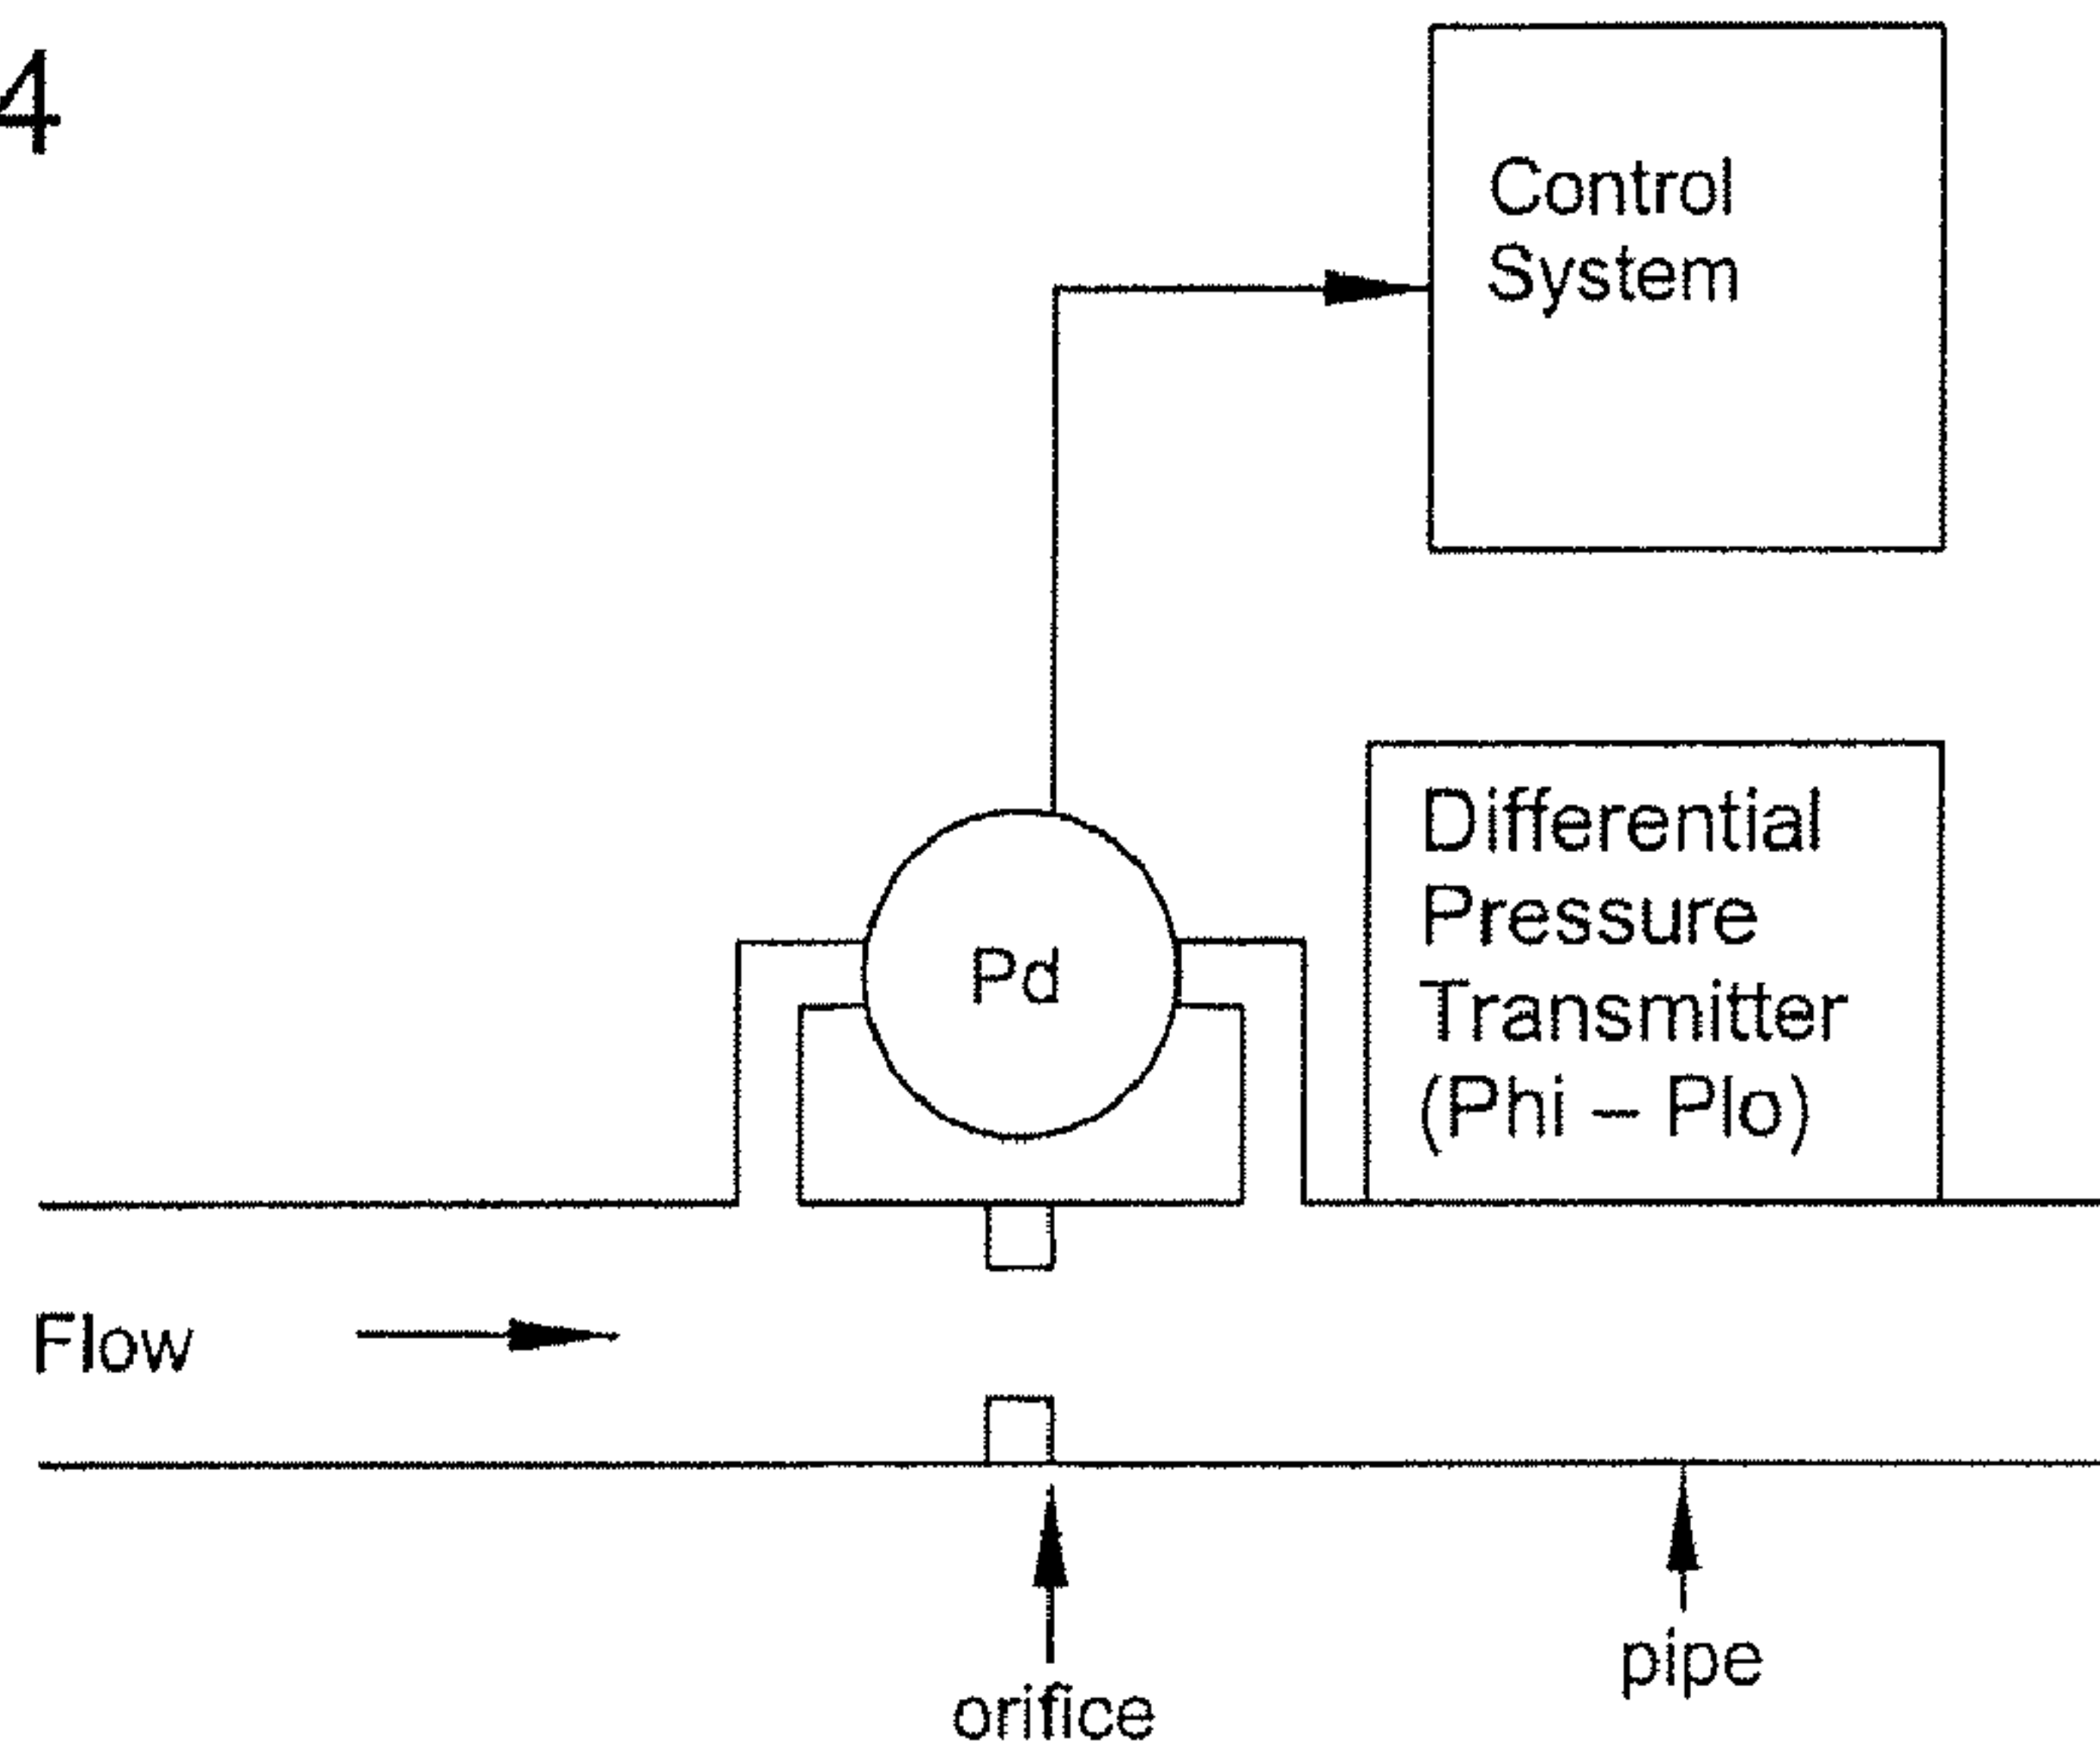 4
Control
System
Differential
Pressure
Transmitter
(Phi – Plo)
Pd
Flow
pipe
orifice